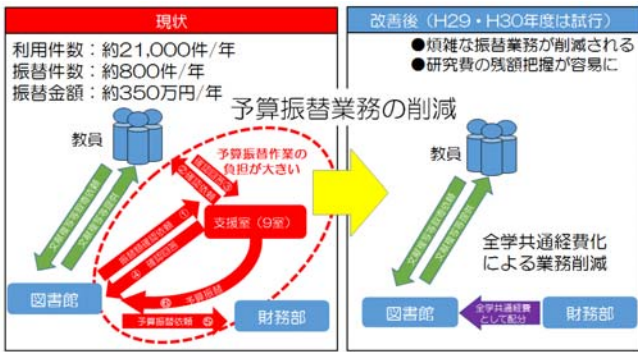 現状
利用件数：約21,000件/年
振替件数：約800件/年
振替金額：約350万円/年
教員
予算振替作業の
負担が大きい
支援室（9室）
確認回答
④
予算振替
図書館
予算振替依頼
⑤
財務部
予算振替業務の削減
改善後（H29・H30年度は試行）
●煩雑な振替業務が削減される
●研究費の残額把握が容易に
教員
全学共通経費化
による業務削減
図書館
全学共通経費
として配分
財務部